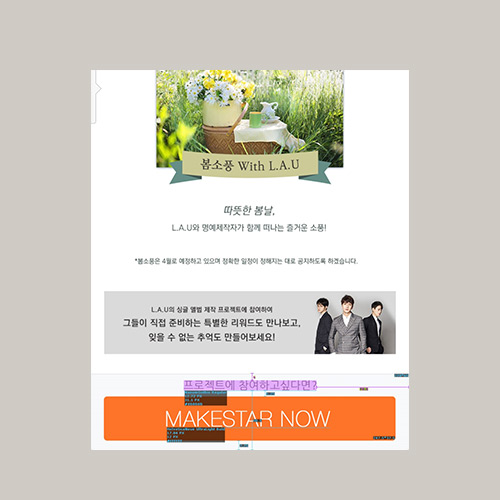 봄소풍 With L.A.U
따뜻한 봄날,
L.A.U와 명예제작자가 함께 떠나는 즐거운 소풍!
*봄소풍은 4월로 예정하고 있으며 정확한 일정이 정해지는 대로 공지하도록 하겠습니다.
L.A.U의 싱글 앨범 제작 프로젝트에 참여하여
그들이 직접 준비하는 특별한 리워드도 만나보고,
잊을 수 없는 추억도 만들어보세요!
프로젝트에 참여하고싶다면?
MAKESTAR NOW